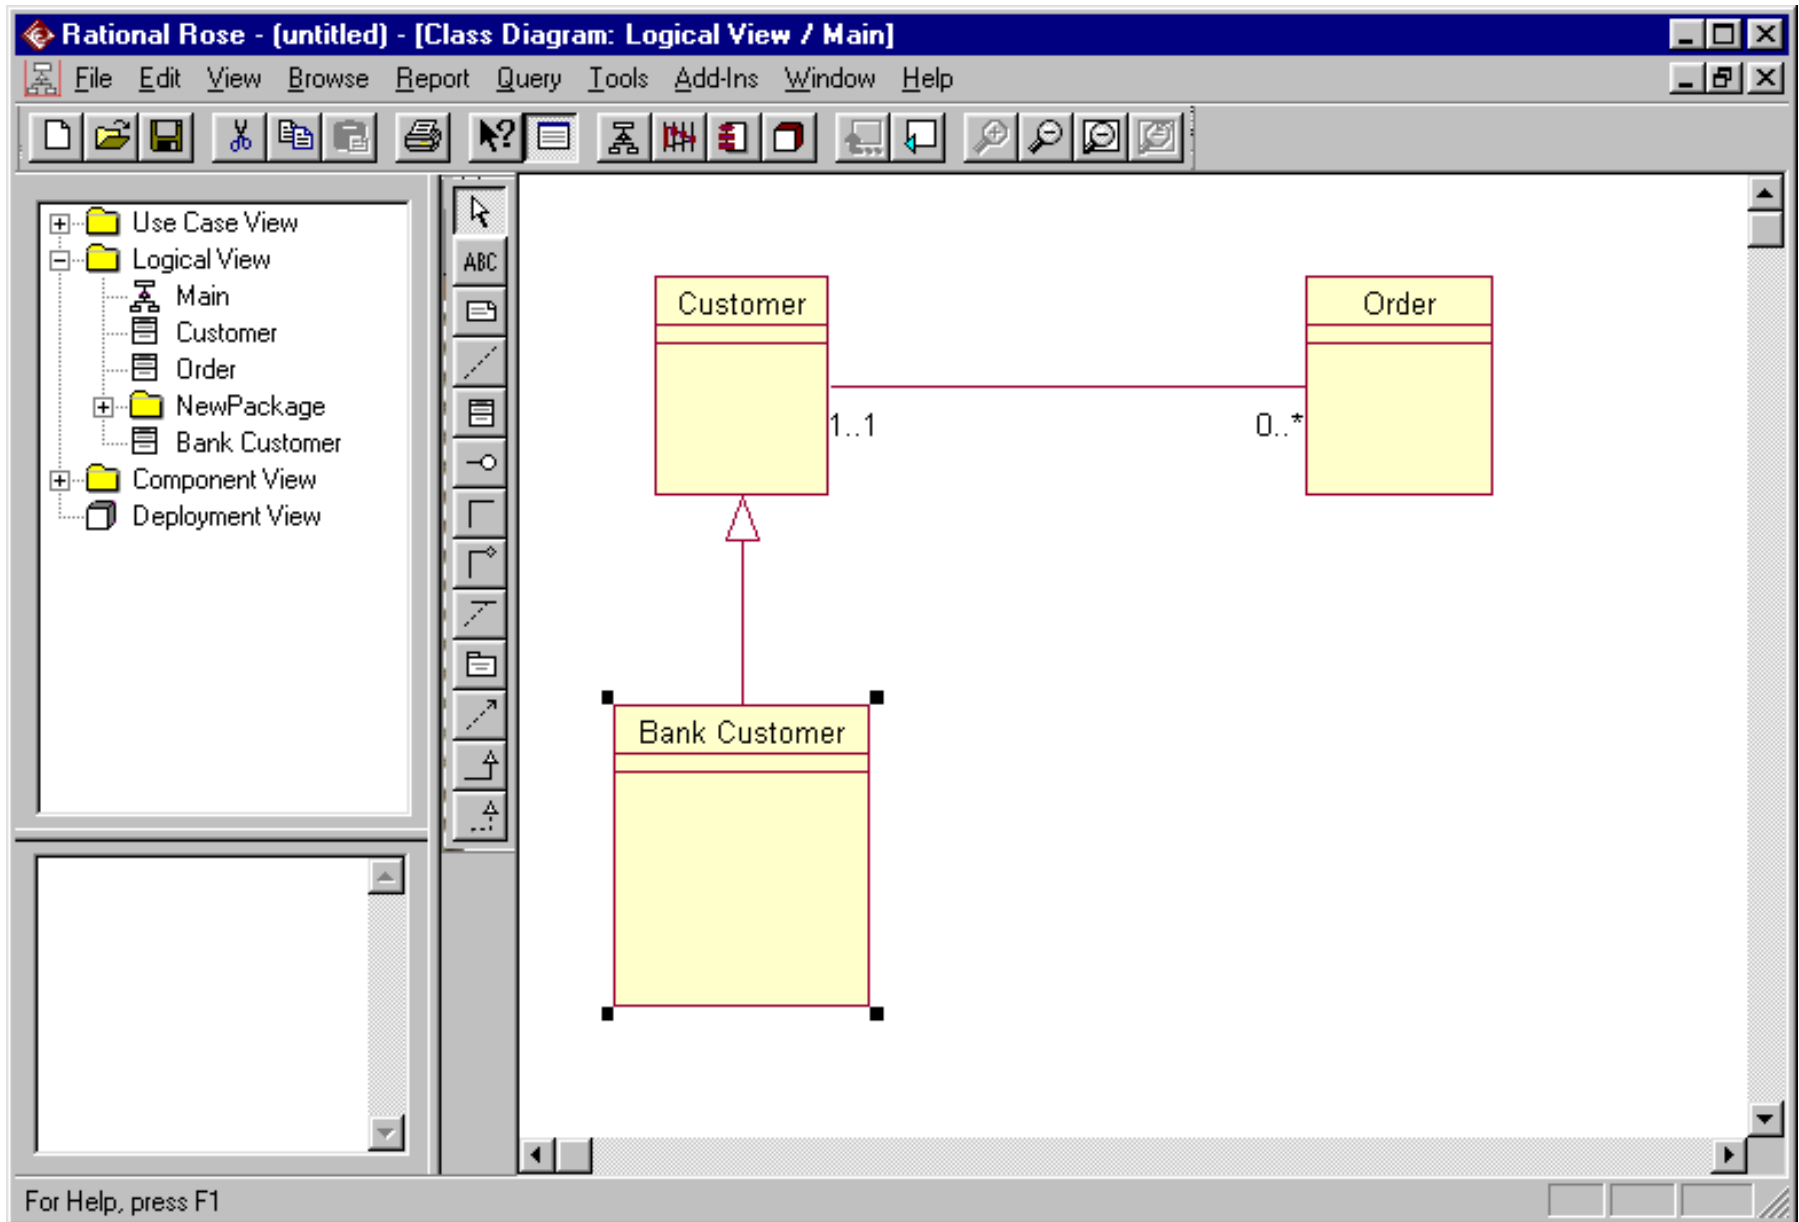 Rational Rose - (untitled) - [Class Diagram: Logical View / Main]
File Edit View Browse Report Query Tools Add-Ins Window Help
Use Case View
Logical View
Main
Customer
Order
NewPackage
Bank Customer
Component View
Deployment View
ABC
Customer
Order
1..1
0..*
Bank Customer
For Help, press F1